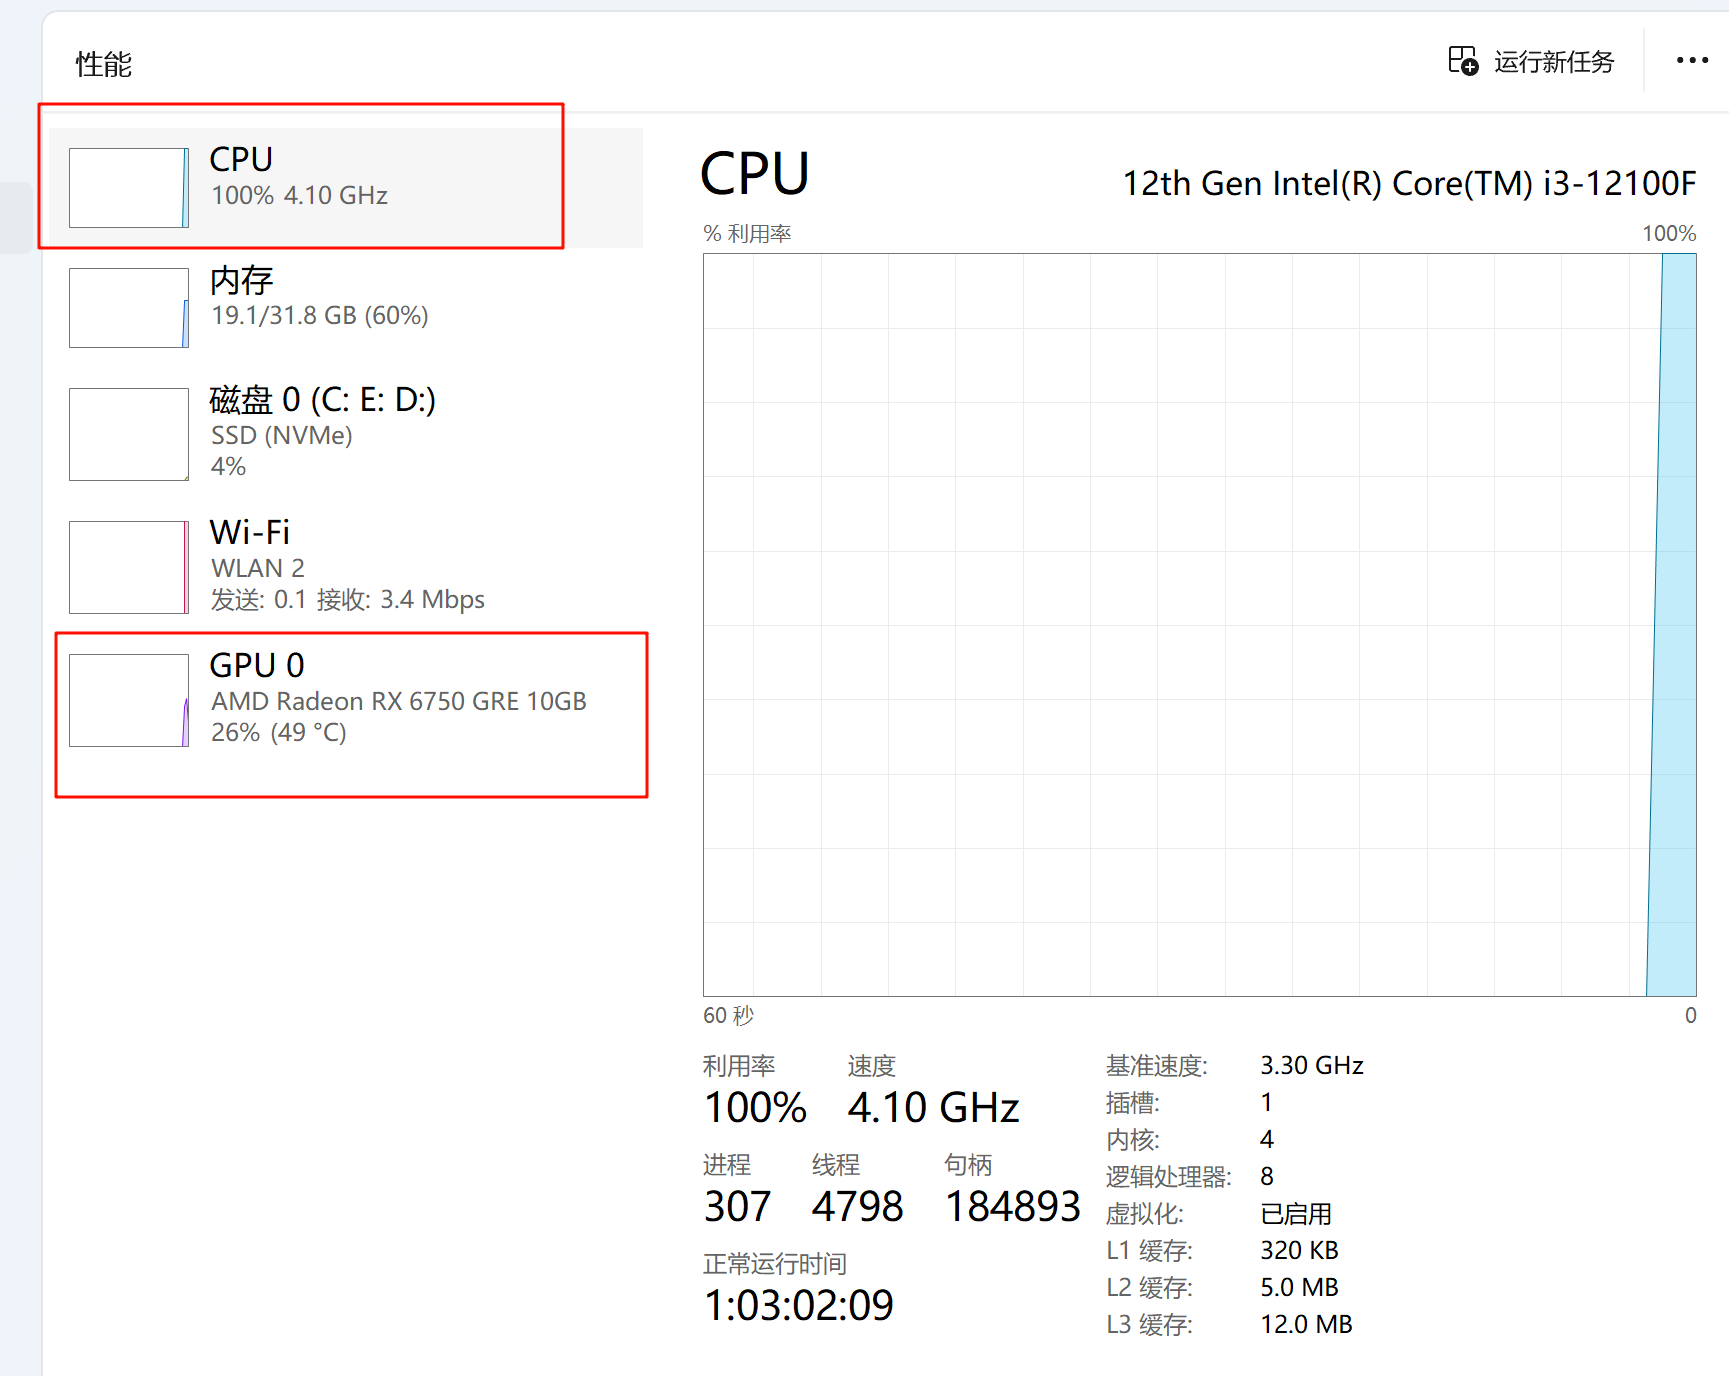 性能
运行新任务
CPU
100% 4.10 GHz
内存
19.1/31.8 GB (60%)
磁盘 0 (C: E: D:)
SSD (NVMe)
4%
Wi-Fi
WLAN 2
发送: 0.1 接收: 3.4 Mbps
GPU 0
AMD Radeon RX 6750 GRE 10GB
26% (49 °C)
CPU
12th Gen Intel(R) Core(TM) i3-12100F
% 利用率
100%
60 秒
0
利用率
速度
100%
4.10 GHz
进程
线程
句柄
307
4798
184893
正常运行时间
1:03:02:09
基准速度: 3.30 GHz
插槽: 1
内核: 4
逻辑处理器: 8
虚拟化: 已启用
L1 缓存: 320 KB
L2 缓存: 5.0 MB
L3 缓存: 12.0 MB